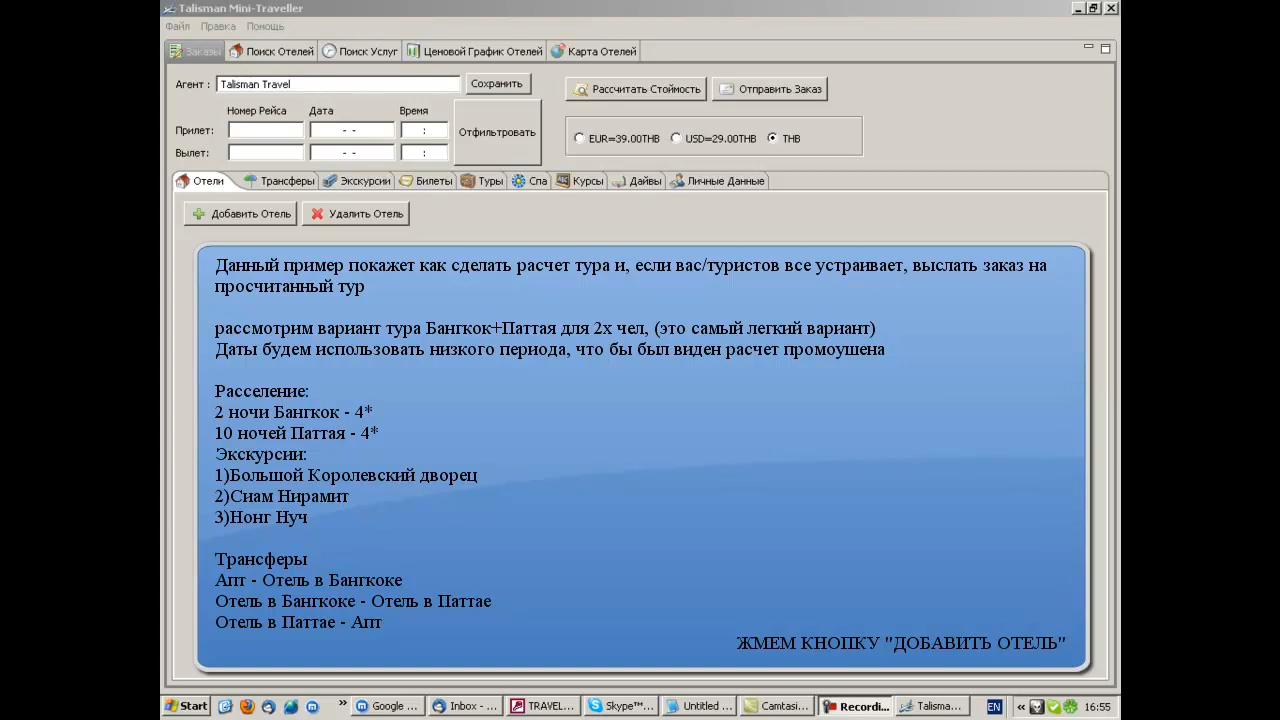 Talisman Mini-Traveller
Файл Правка Помощь
Заказы Поиск Отелей Поиск Услуг Ценовой График Отелей Карта Отелей
Агент : Talisman Travel Сохранить Рассчитать Стоймость Отправить Заказ
Номер Рейса Дата Время
Прилет: - - : Отфильтровать EUR=39.00THB USD=29.00THB THB
Вылет: - - :
Отели Трансферы Экскурсии Билеты Туры Спа Курсы Дайвы Личные Данные
Добавить Отель Удалить Отель
Данный пример покажет как сделать расчет тура и, если вас/туристов все устраивает, выслать заказ на
просчитанный тур
рассмотрим вариант тура Бангкок+Паттая для 2х чел, (это самый легкий вариант)
Даты будем использовать низкого периода, что бы был виден расчет промоушена
Расселение:
2 ночи Бангкок - 4*
10 ночей Паттая - 4*
Экскурсии:
1)Большой Королевский дворец
2)Сиам Нирамит
3)Нонг Нуч
Трансферы
Апт - Отель в Бангкоке
Отель в Бангкоке - Отель в Паттае
Отель в Паттае - Апт
ЖМЕМ КНОПКУ "ДОБАВИТЬ ОТЕЛЬ"
Start » Google ... Inbox - ... TRAVEL... Skype™... Untitled ... Camtasi... Recordi... Talisma... EN « 16:55